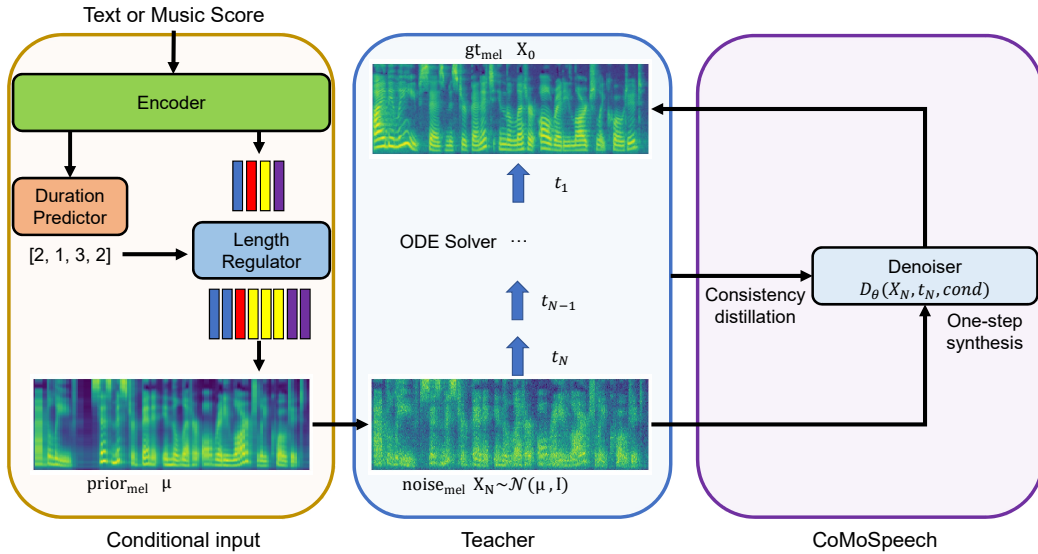 Text or Music Score
Encoder
Duration
Predictor
[2, 1, 3, 2]
Length
Regulator
prior_mel μ
Conditional input
gt_mel X_0
t_1
ODE Solver ...
t_{N-1}
t_N
noise_mel X_N~𝒩(μ, I)
Teacher
Consistency
distillation
Denoiser
D_θ(X_N, t_N, cond)
One-step
synthesis
CoMoSpeech